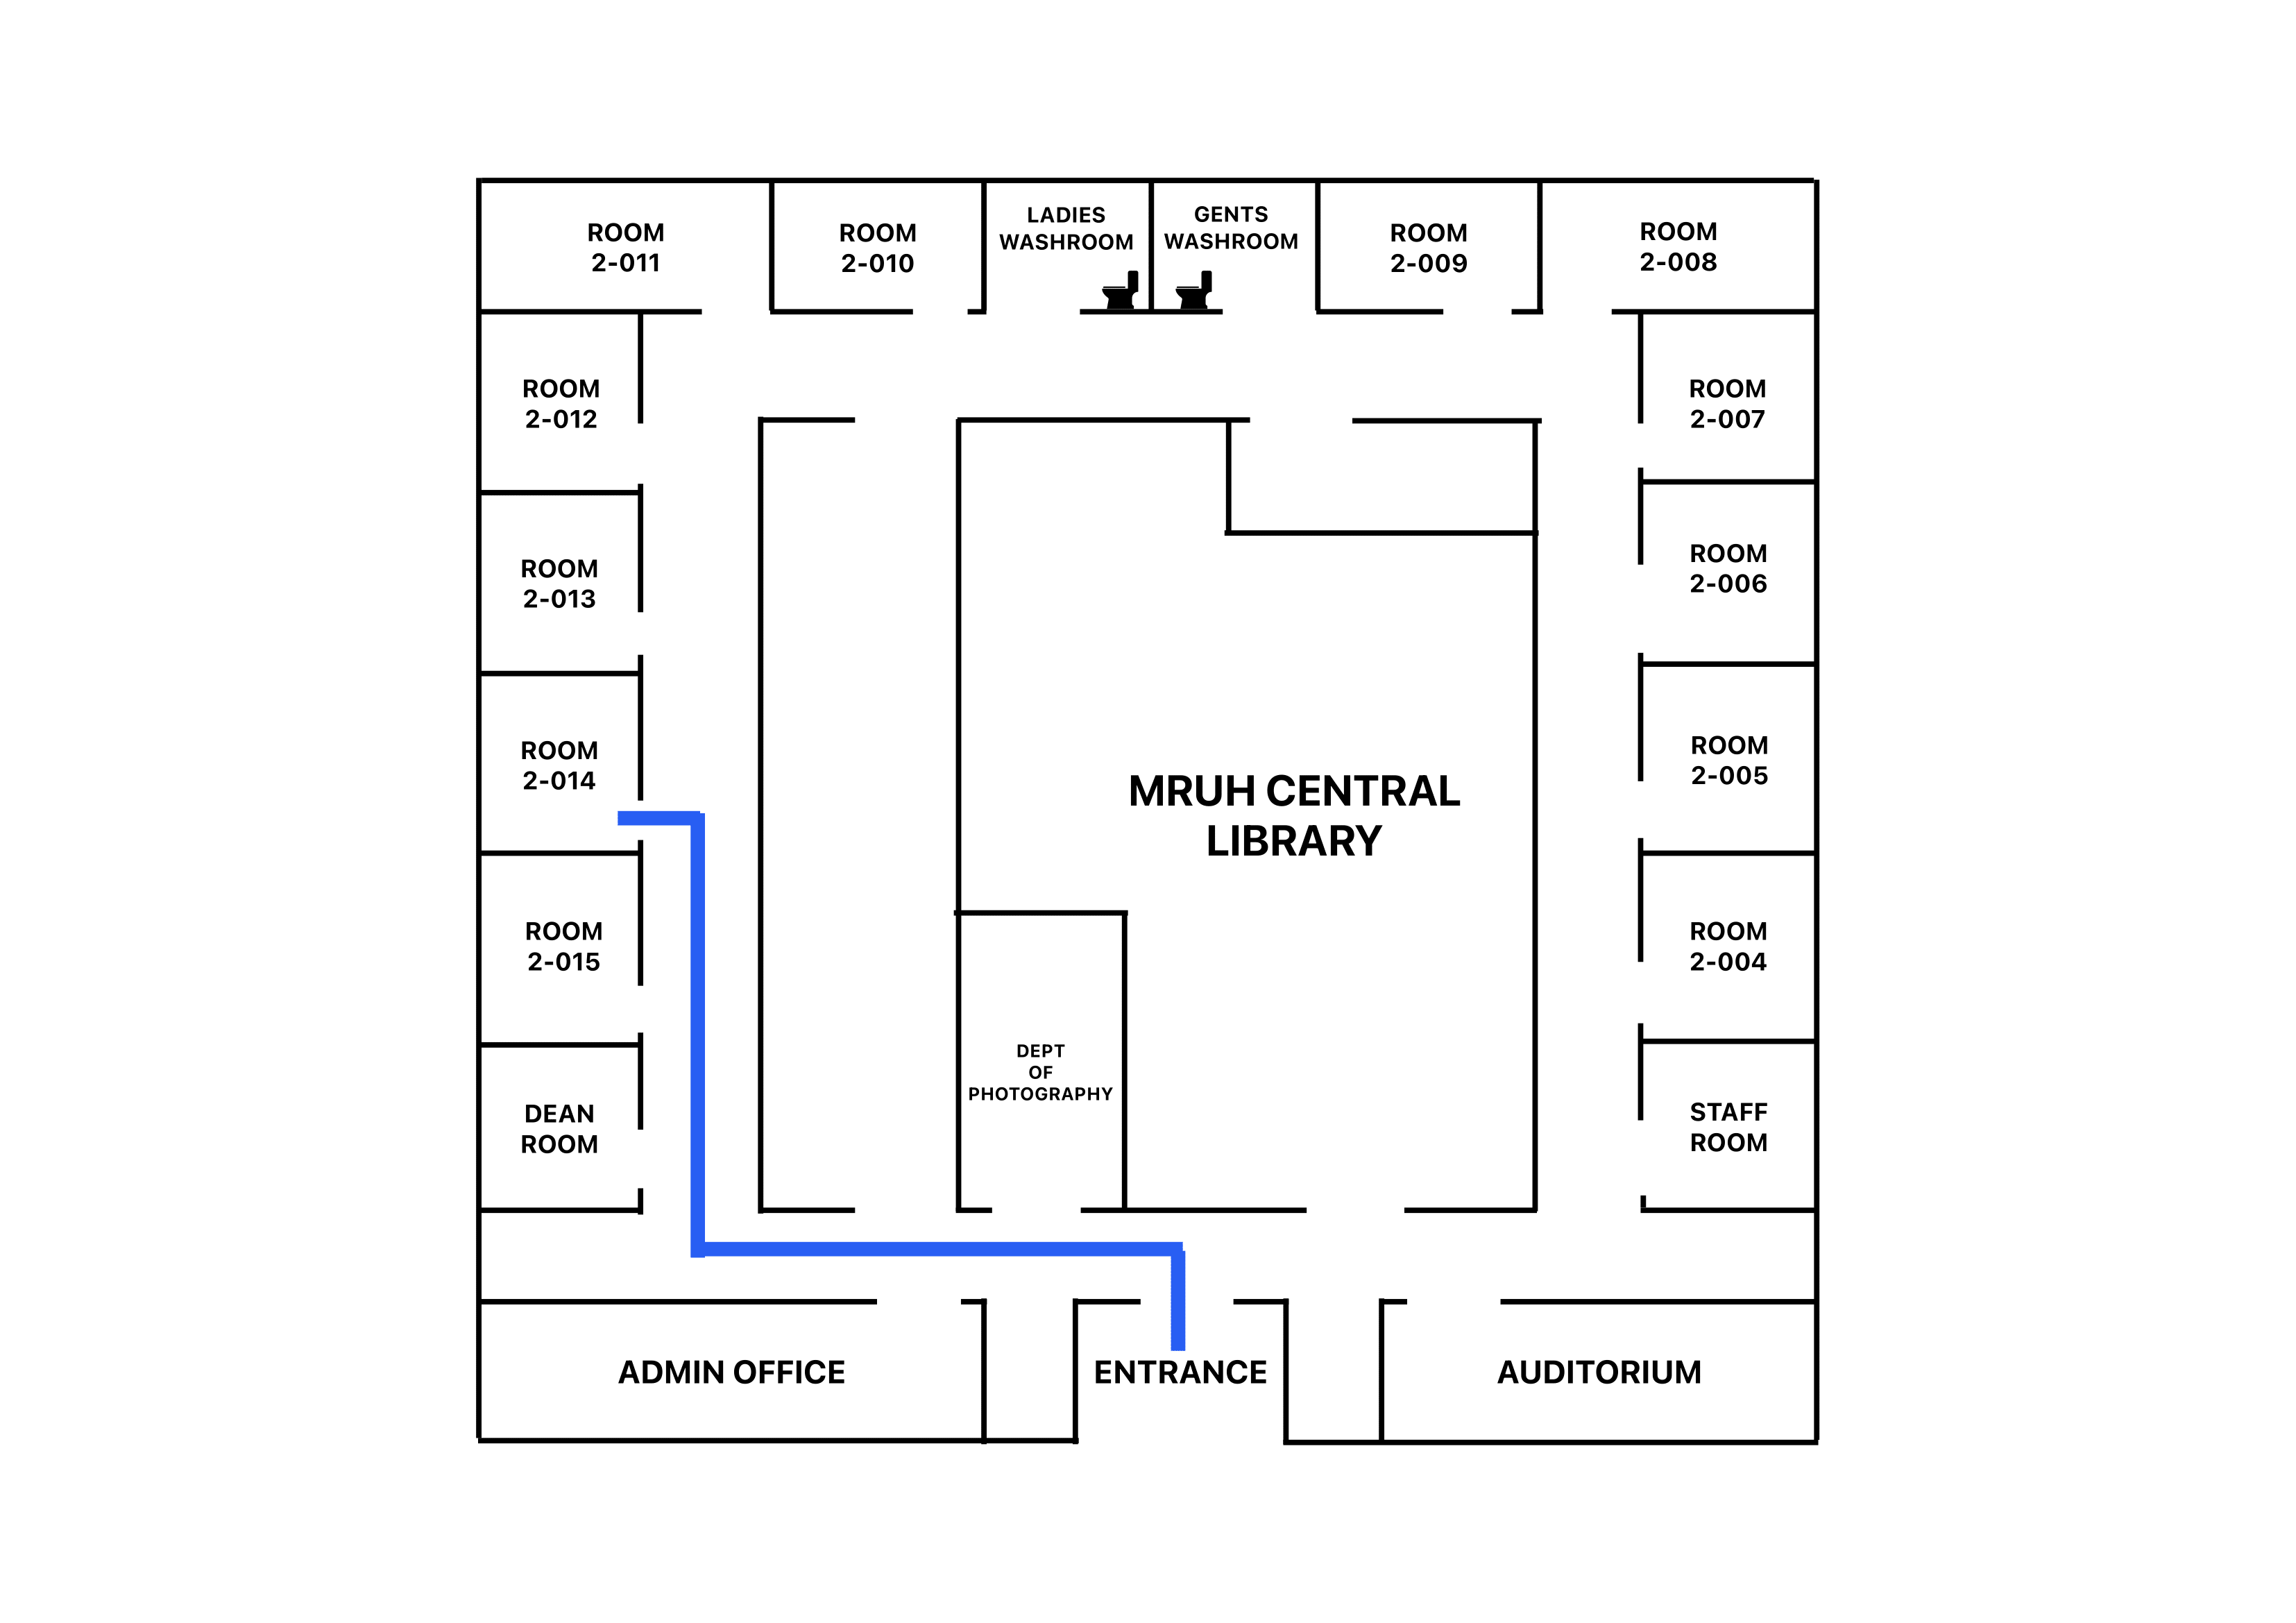 ROOM
2-011
ROOM
2-010
LADIES
WASHROOM
GENTS
WASHROOM
ROOM
2-009
ROOM
2-008
ROOM
2-012
ROOM
2-007
ROOM
2-013
ROOM
2-006
ROOM
2-014
MRUH CENTRAL
LIBRARY
ROOM
2-005
ROOM
2-015
ROOM
2-004
DEPT
OF
PHOTOGRAPHY
DEAN
ROOM
STAFF
ROOM
ADMIN OFFICE
ENTRANCE
AUDITORIUM